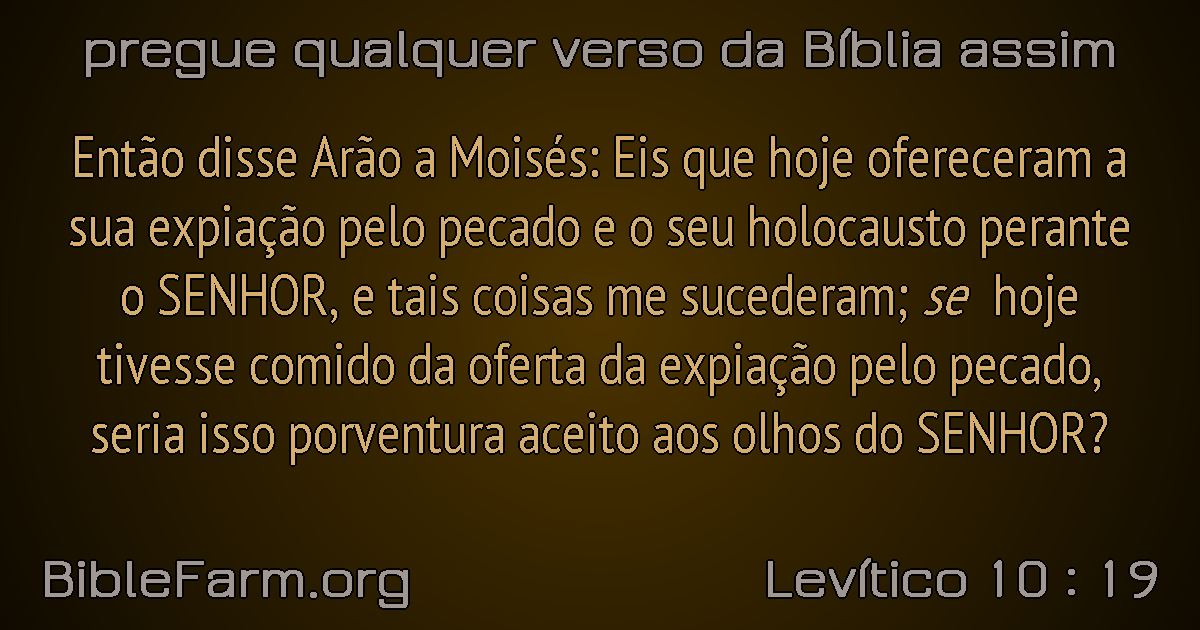 pregue qualquer verso da Bíblia assim
Então disse Arão a Moisés: Eis que hoje ofereceram a
sua expiação pelo pecado e o seu holocausto perante
o SENHOR, e tais coisas me sucederam; se hoje
tivesse comido da oferta da expiação pelo pecado,
seria isso porventura aceito aos olhos do SENHOR?
BibleFarm.org
Levítico 10 : 19